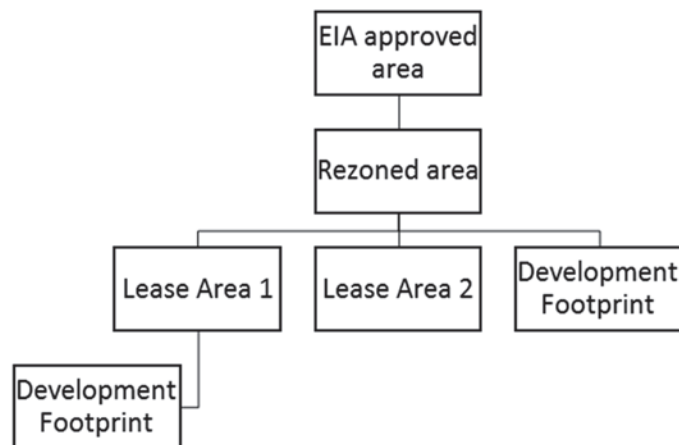 EIA approved
area
Rezoned area
Lease Area 1
Lease Area 2
Development
Footprint
Development
Footprint